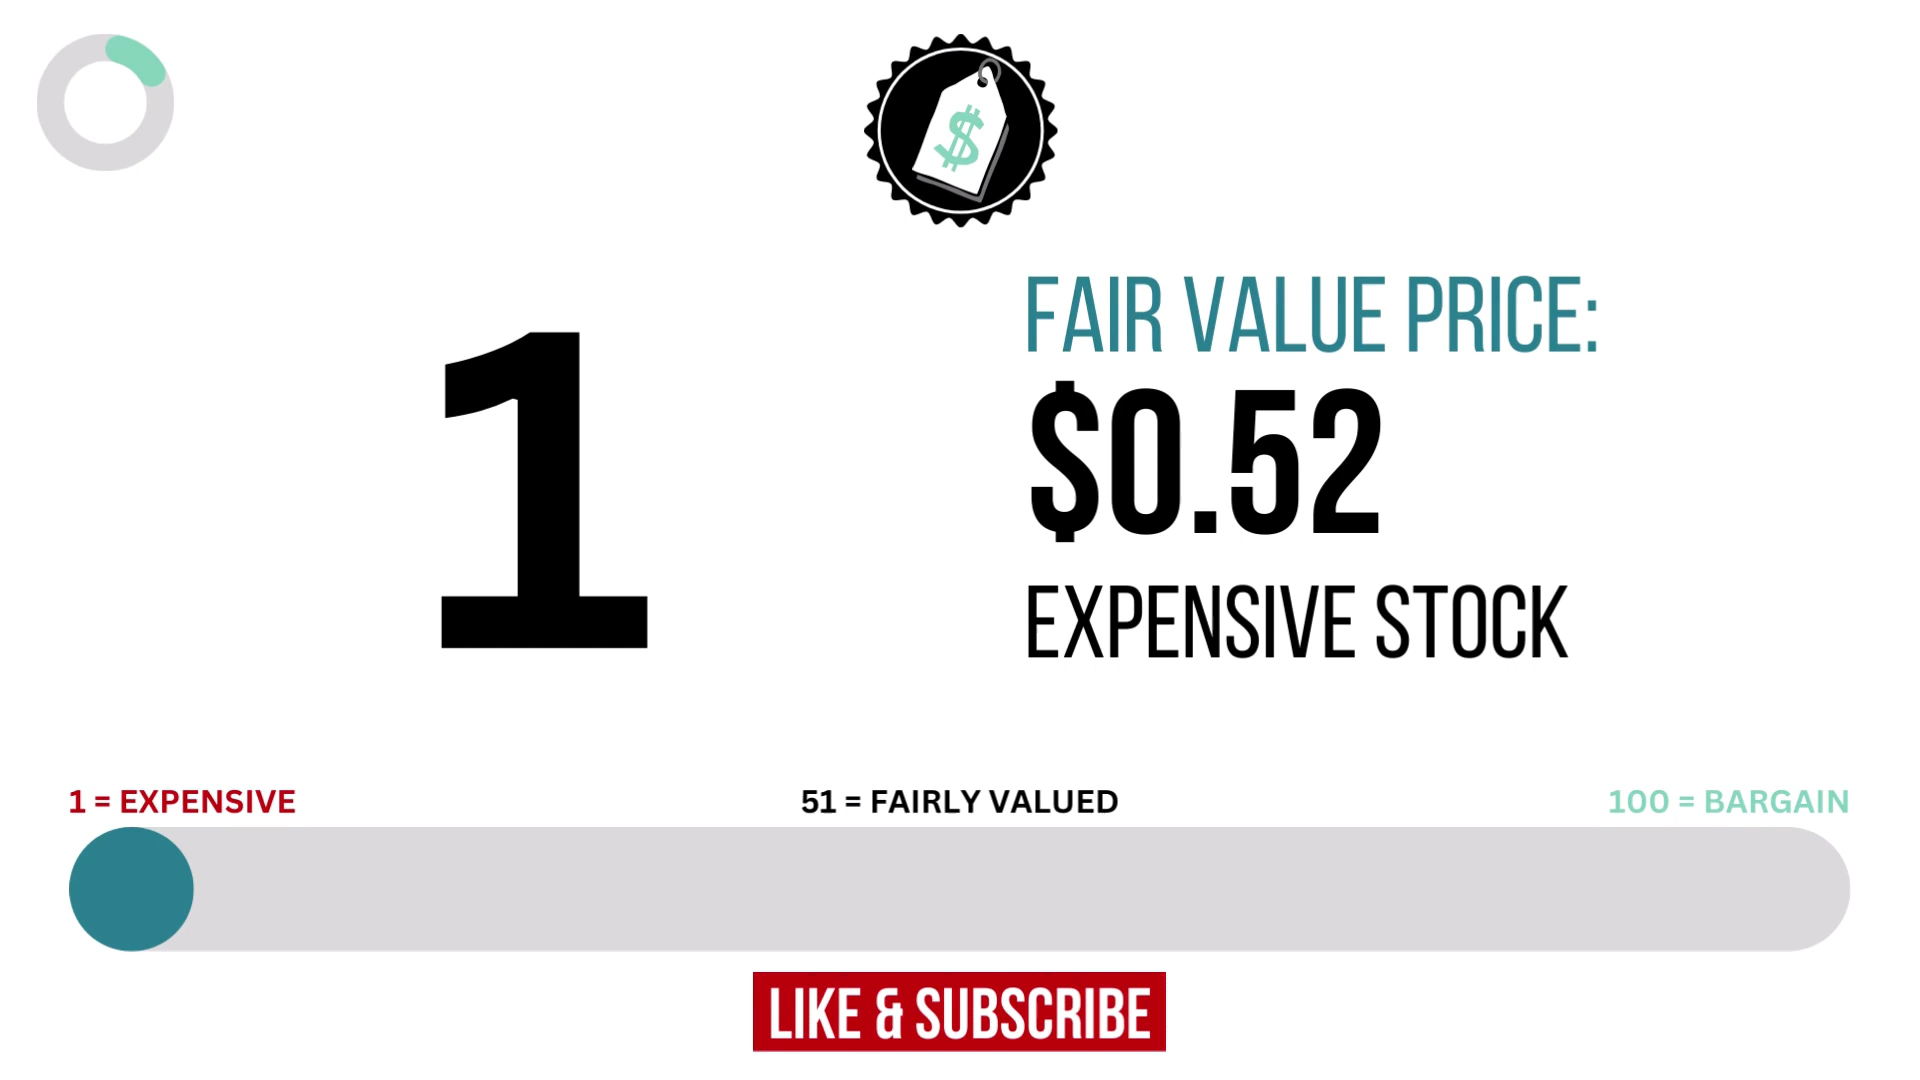 $
1
FAIR VALUE PRICE:
$0.52
EXPENSIVE STOCK
1 = EXPENSIVE
51 = FAIRLY VALUED
100 = BARGAIN
LIKE & SUBSCRIBE